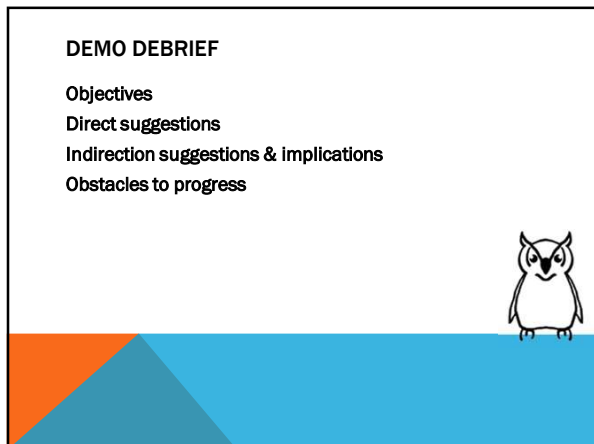 DEMO DEBRIEF
Objectives
Direct suggestions
Indirection suggestions & implications
Obstacles to progress